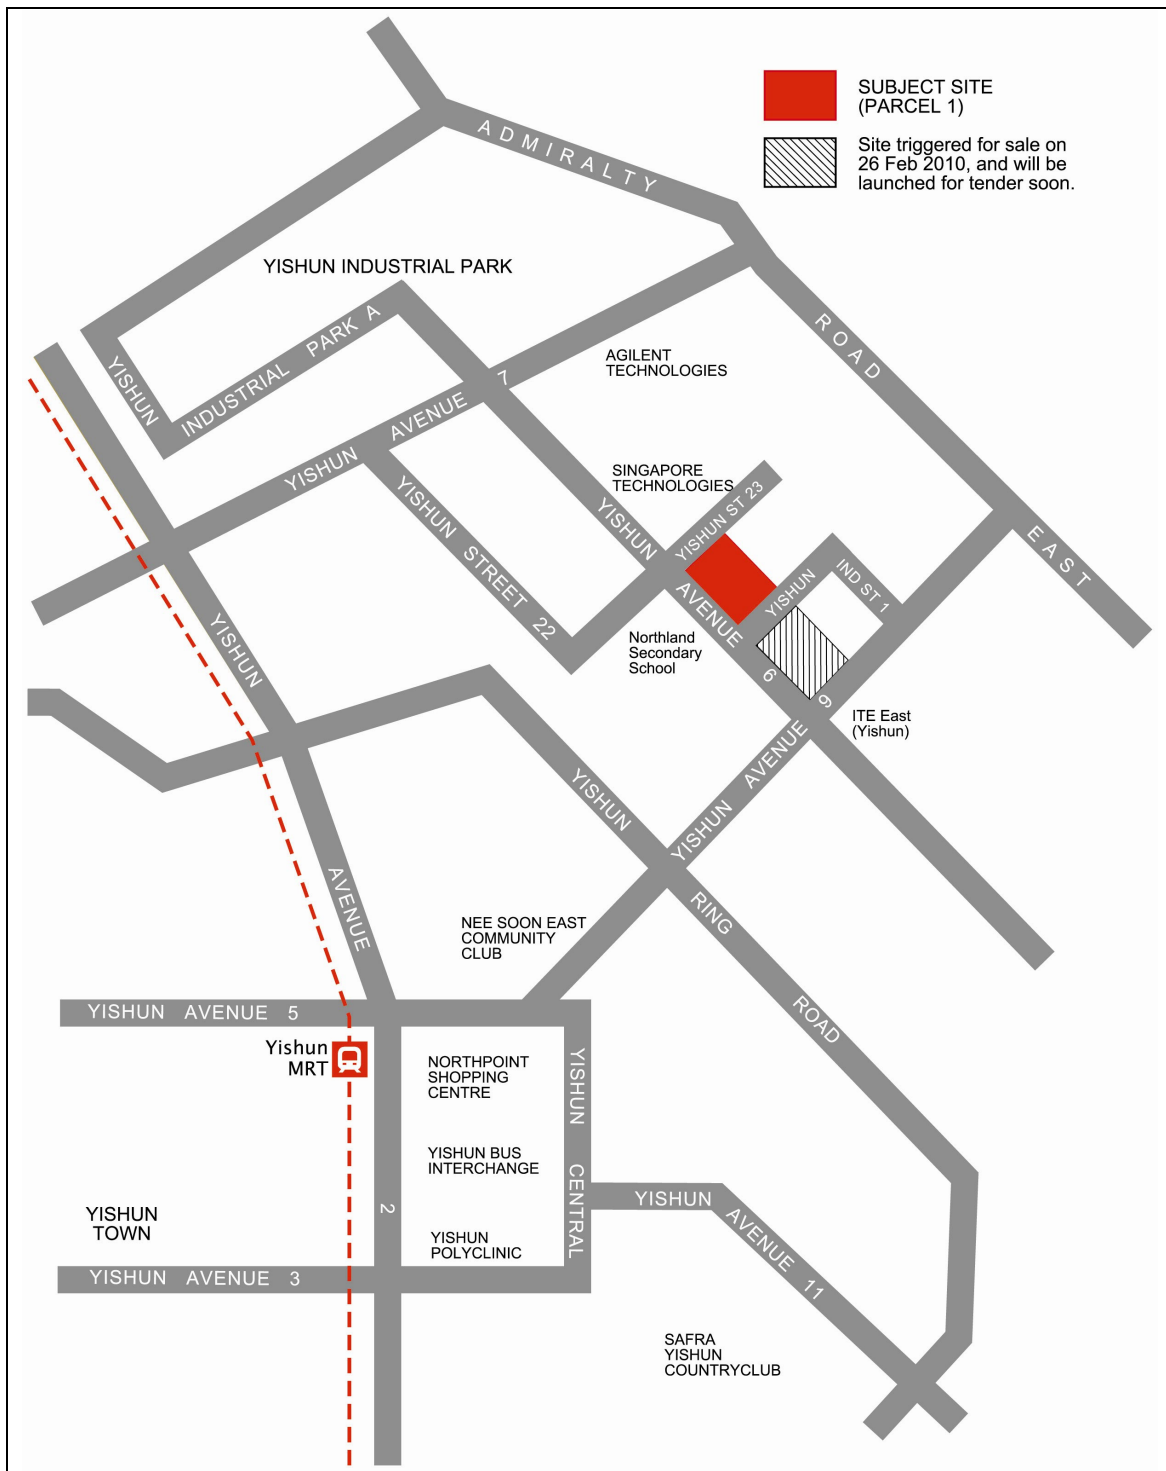 SUBJECT SITE
(PARCEL 1)
Site triggered for sale on
26 Feb 2010, and will be
launched for tender soon.
ADMIRALTY
ROAD
EAST
YISHUN INDUSTRIAL PARK
YISHUN
INDUSTRIAL PARK A
AGILENT
TECHNOLOGIES
YISHUN AVENUE 7
SINGAPORE
TECHNOLOGIES
YISHUN STREET 22
YISHUN
AVENUE
6
YISHUN ST 23
YISHUN
IND ST 1
Northland
Secondary
School
ITE East
(Yishun)
YISHUN AVENUE 9
YISHUN
AVENUE
2
YISHUN
RING
ROAD
NEE SOON EAST
COMMUNITY
CLUB
YISHUN AVENUE 5
Yishun
MRT
NORTHPOINT
SHOPPING
CENTRE
YISHUN BUS
INTERCHANGE
YISHUN
POLYCLINIC
YISHUN CENTRAL
YISHUN
AVENUE 11
YISHUN
TOWN
YISHUN AVENUE 3
SAFRA
YISHUN
COUNTRYCLUB